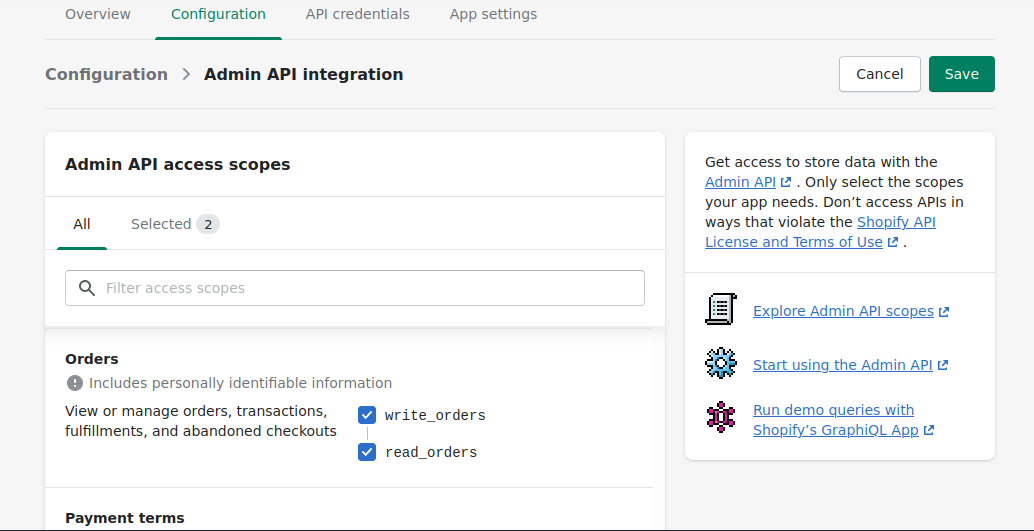 Overview Configuration API credentials App settings
Configuration Admin API integration Cancel Save
Admin API access scopes
All Selected 2
Filter access scopes
Orders
Includes personally identifiable information
View or manage orders, transactions,
fulfillments, and abandoned checkouts
write_orders
read_orders
Payment terms
Get access to store data with the
Admin API . Only select the scopes
your app needs. Don’t access APIs in
ways that violate the Shopify API
License and Terms of Use .
Explore Admin API scopes
Start using the Admin API
Run demo queries with
Shopify’s GraphiQL App